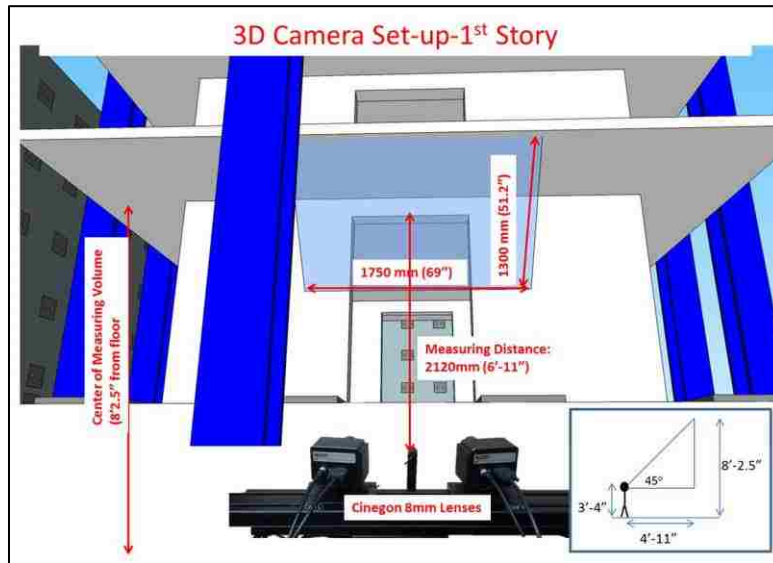 3D Camera Set-up-1st Story
Center of Measuring Volume
(8'2.5" from floor)
1300 mm (51.2")
1750 mm (69")
Measuring Distance:
2120mm (6'-11")
Cinegon 8mm Lenses
45°
3'-4"
8'-2.5"
4'-11"